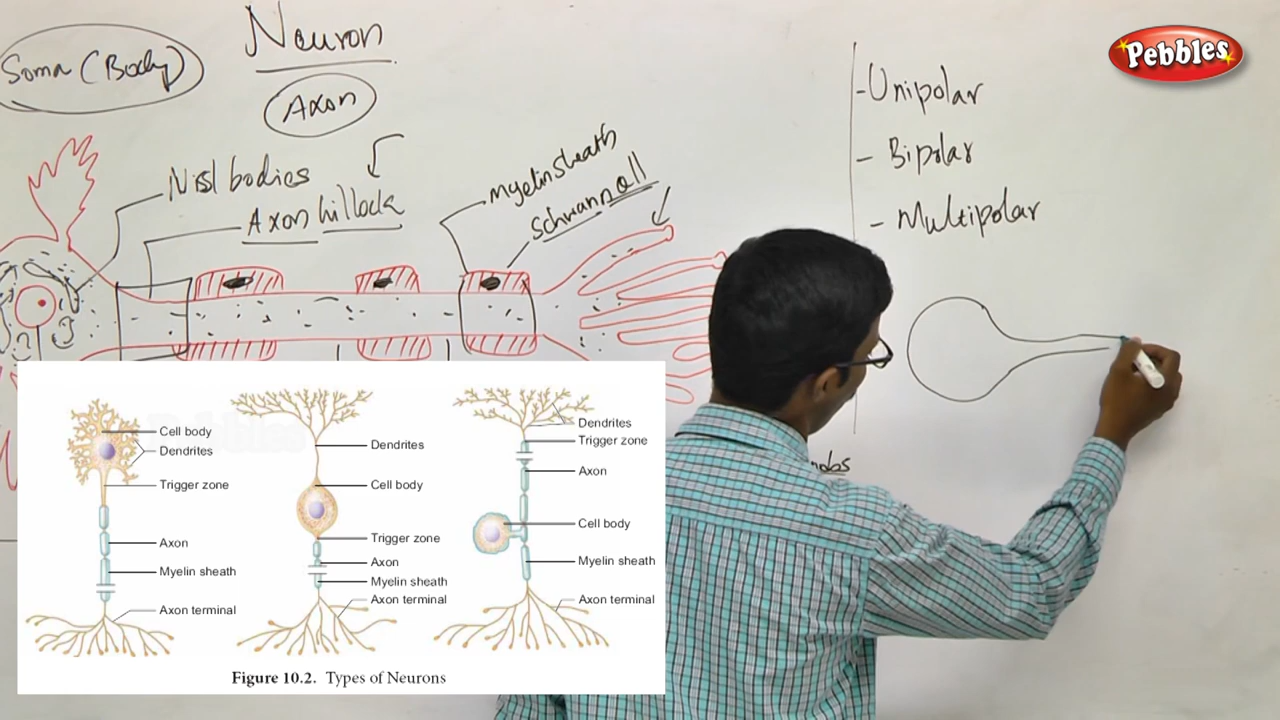 Neuron
Soma (Body)
Axon
Nissl bodies
Axon hillock
Myelin sheath
Schwann cell
-Unipolar
- Bipolar
- Multipolar
Pebbles
Cell body
Dendrites
Trigger zone
Axon
Myelin sheath
Axon terminal
Dendrites
Cell body
Trigger zone
Axon
Myelin sheath
Axon terminal
Dendrites
Trigger zone
Axon
Cell body
Myelin sheath
Axon terminal
Figure 10.2. Types of Neurons